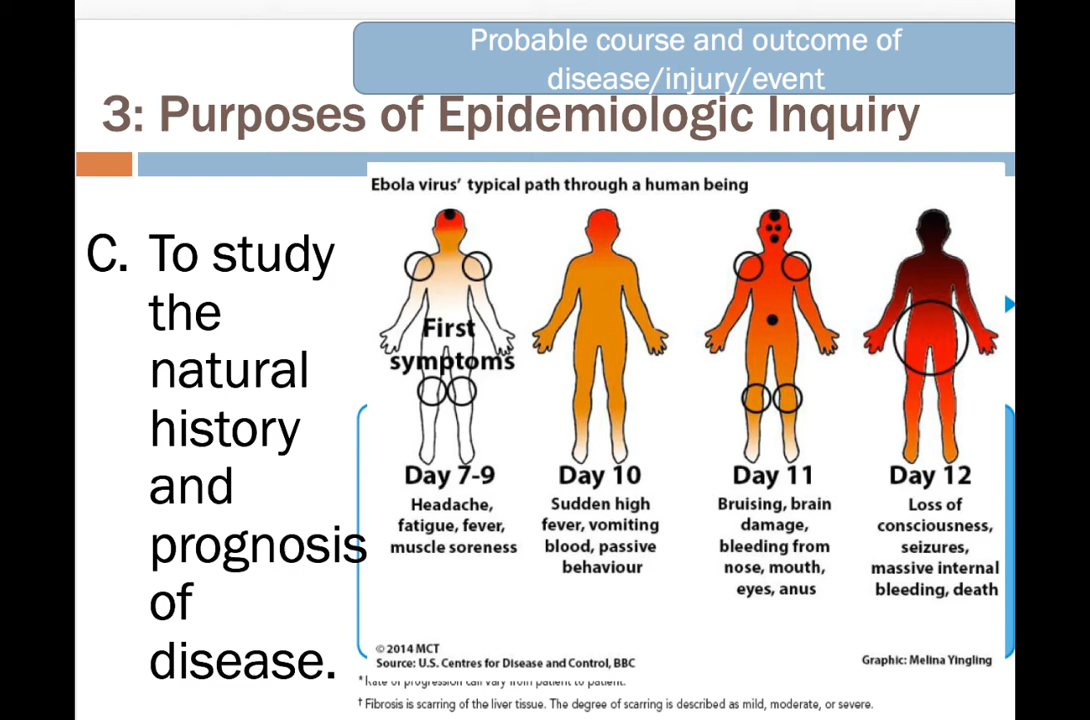 Probable course and outcome of
disease/injury/event
3: Purposes of Epidemiologic Inquiry
C. To study
the
natural
history
and
prognosis
of
disease.
Ebola virus' typical path through a human being
First
symptoms
Day 7-9
Headache,
fatigue, fever,
muscle soreness
Day 10
Sudden high
fever, vomiting
blood, passive
behaviour
Day 11
Bruising, brain
damage,
bleeding from
nose, mouth,
eyes, anus
Day 12
Loss of
consciousness,
seizures,
massive internal
bleeding, death
© 2014 MCT
Source: U.S. Centres for Disease and Control, BBC
Graphic: Melina Yingling
* Rate of progression can vary from patient to patient.
† Fibrosis is scarring of the liver tissue. The degree of scarring is described as mild, moderate, or severe.